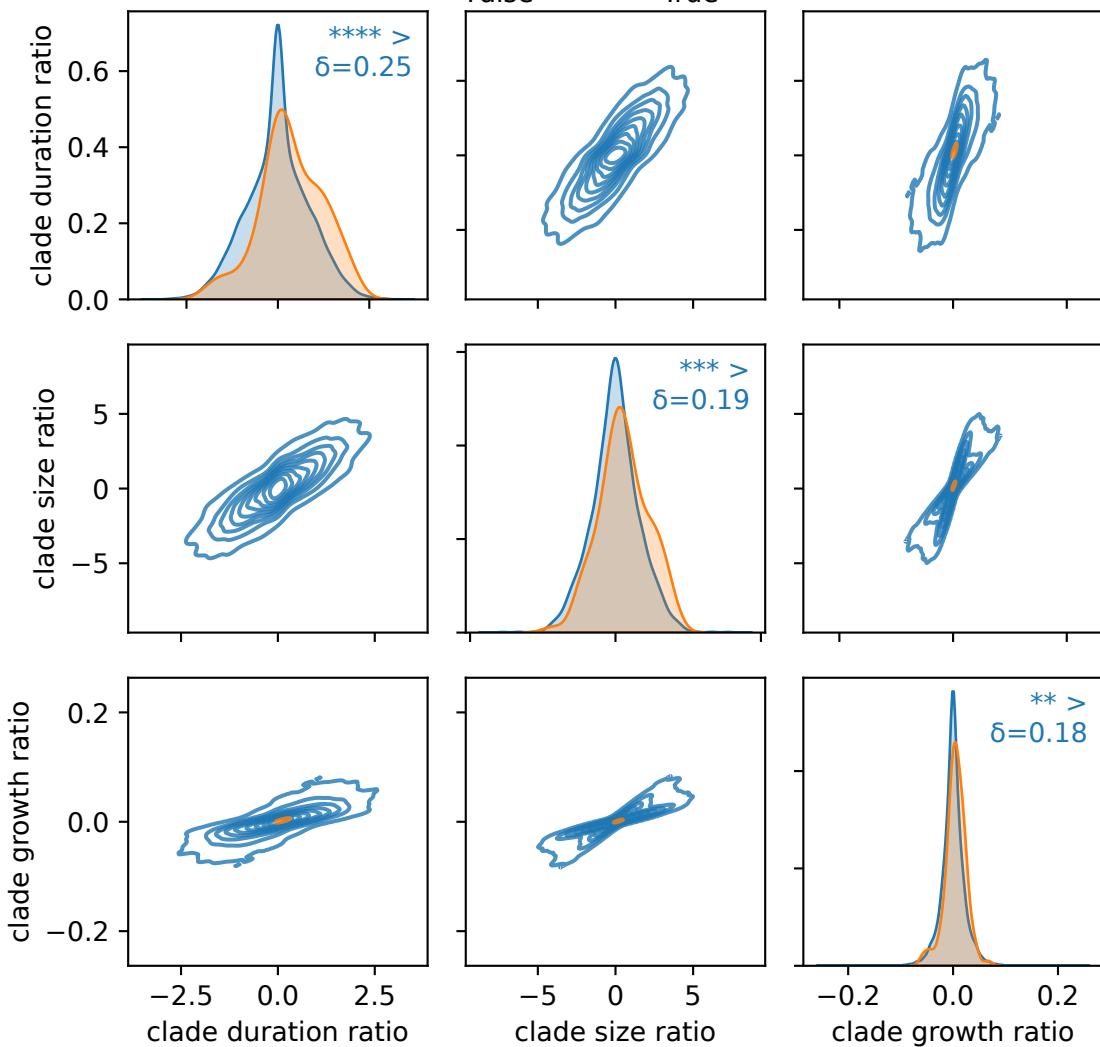 clade duration ratio
0.6
0.4
0.2
0.0
**** >
δ=0.25
clade size ratio
5
0
−5
*** >
δ=0.19
clade growth ratio
0.2
0.0
−0.2
** >
δ=0.18
−2.5 0.0 2.5
−5 0 5
−0.2 0.0 0.2
clade duration ratio
clade size ratio
clade growth ratio